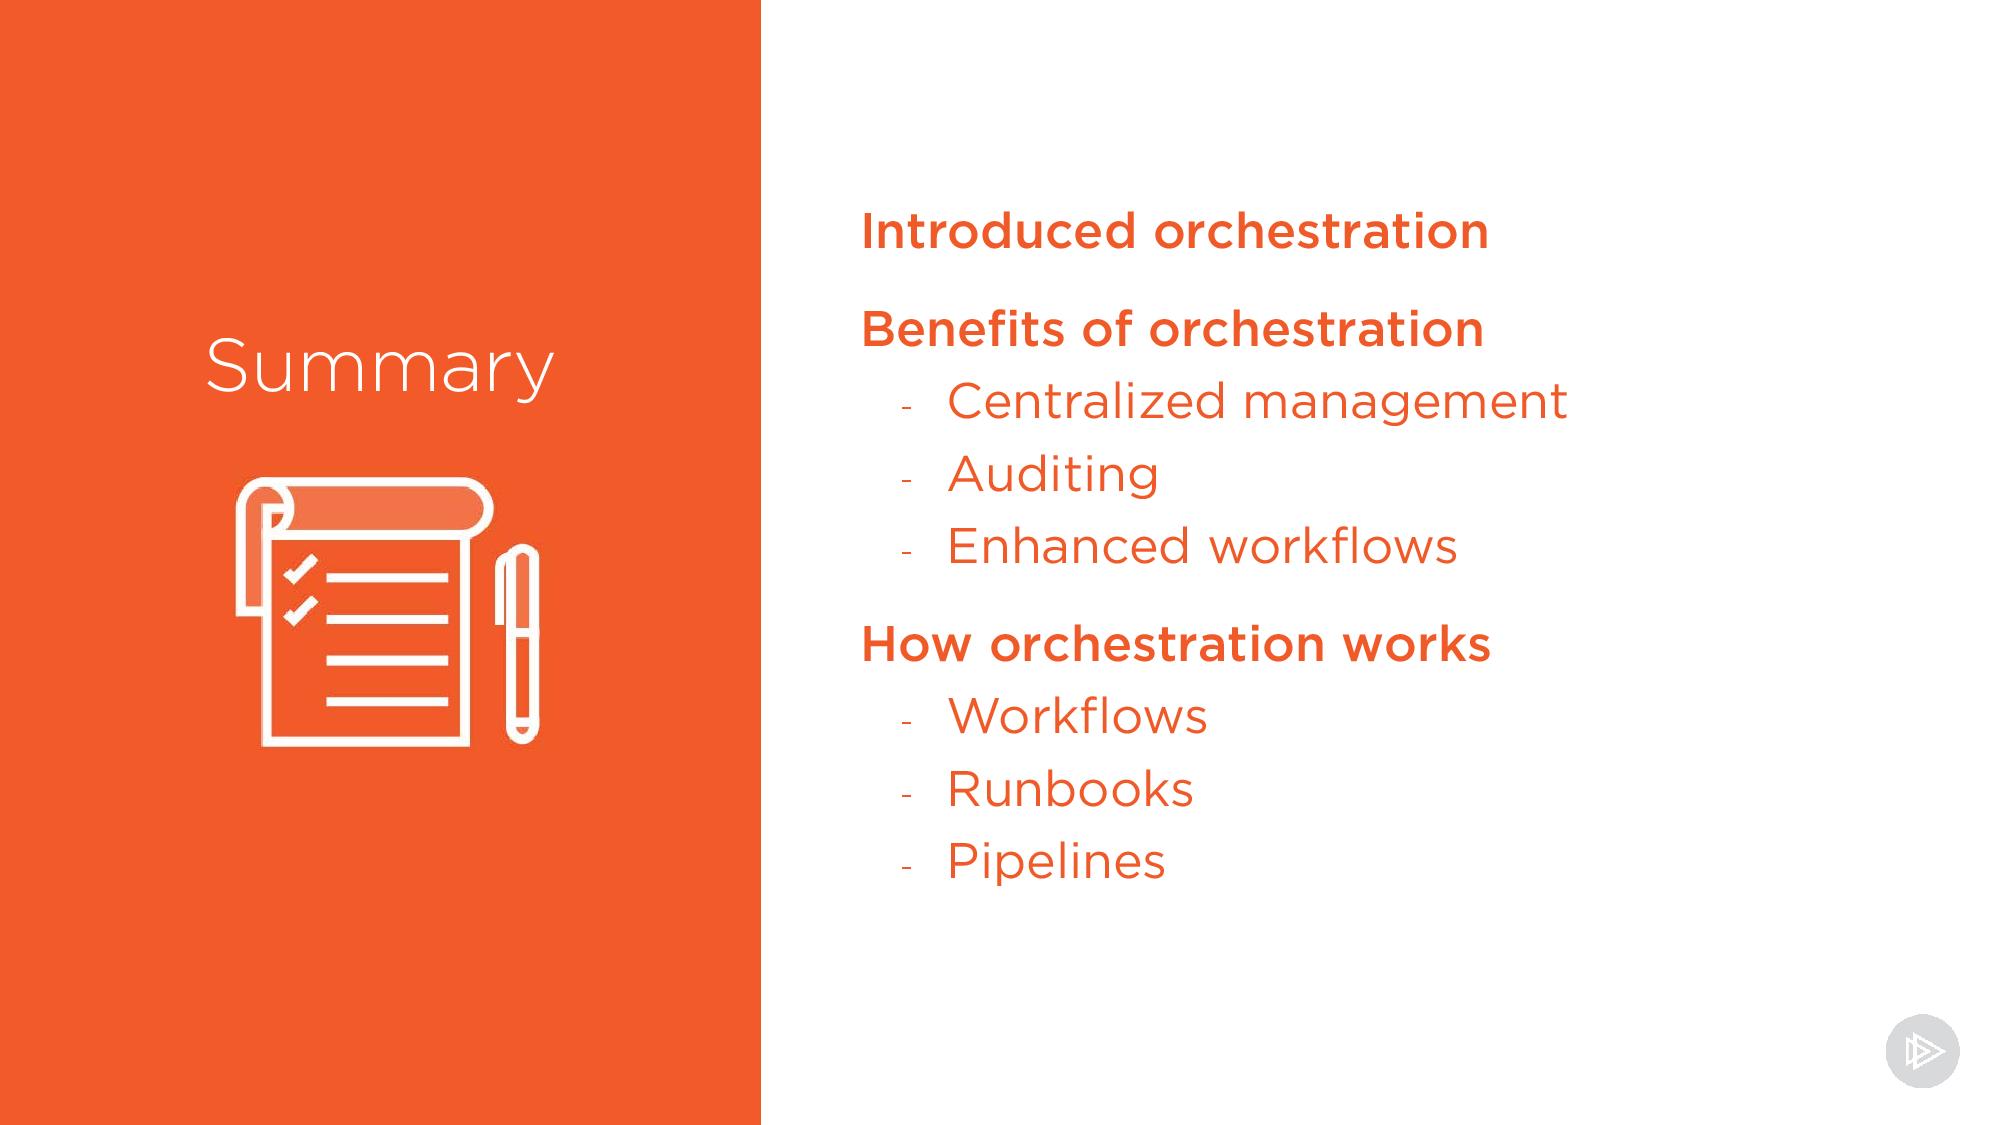 Summary
Introduced orchestration
Benefits of orchestration
- Centralized management
- Auditing
- Enhanced workflows
How orchestration works
- Workflows
- Runbooks
- Pipelines